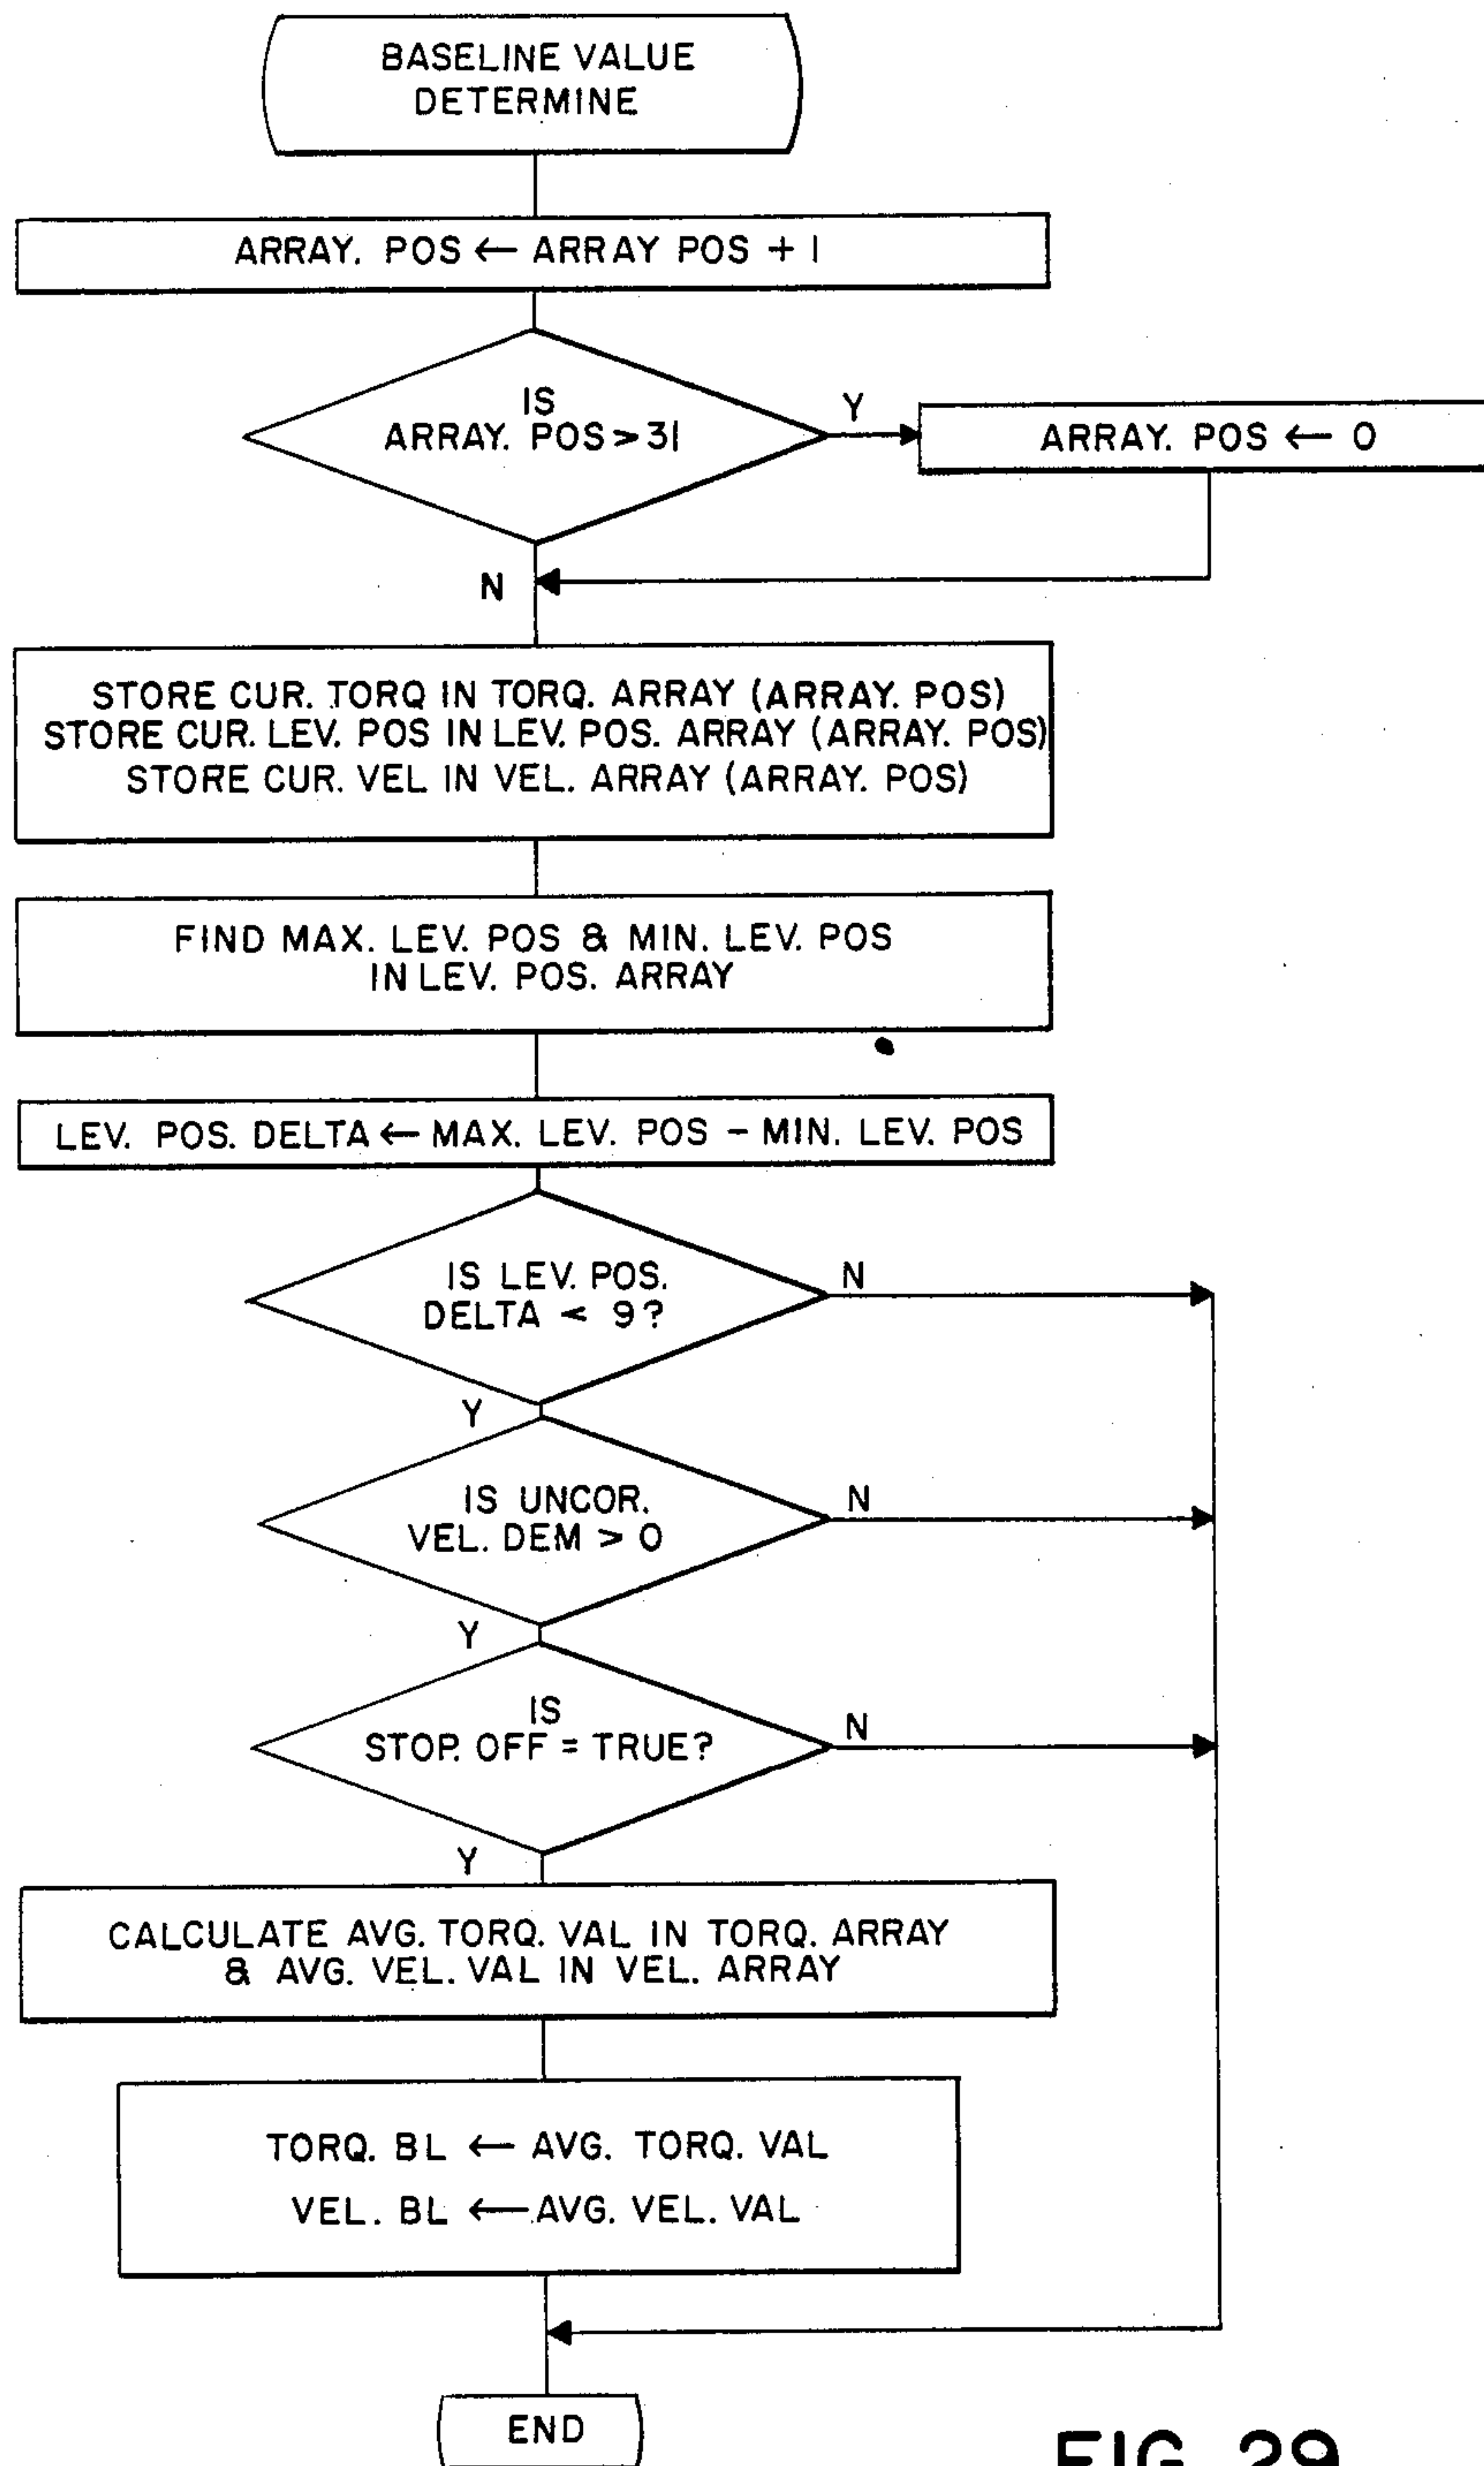 BASELINE VALUE
DETERMINE
ARRAY. POS ← ARRAY POS + 1
IS
ARRAY. POS > 31
Y
ARRAY. POS ← 0
N
STORE CUR. TORQ IN TORQ. ARRAY (ARRAY. POS)
STORE CUR. LEV. POS IN LEV. POS. ARRAY (ARRAY. POS)
STORE CUR. VEL IN VEL. ARRAY (ARRAY. POS)
FIND MAX. LEV. POS & MIN. LEV. POS
IN LEV. POS. ARRAY
LEV. POS. DELTA ← MAX. LEV. POS - MIN. LEV. POS
IS LEV. POS.
DELTA < 9?
N
Y
IS UNCOR.
VEL. DEM > 0
N
Y
IS
STOP. OFF = TRUE?
N
Y
CALCULATE AVG. TORQ. VAL IN TORQ. ARRAY
& AVG. VEL. VAL IN VEL. ARRAY
TORQ. BL ← AVG. TORQ. VAL
VEL. BL ← AVG. VEL. VAL
END
FIG. 29